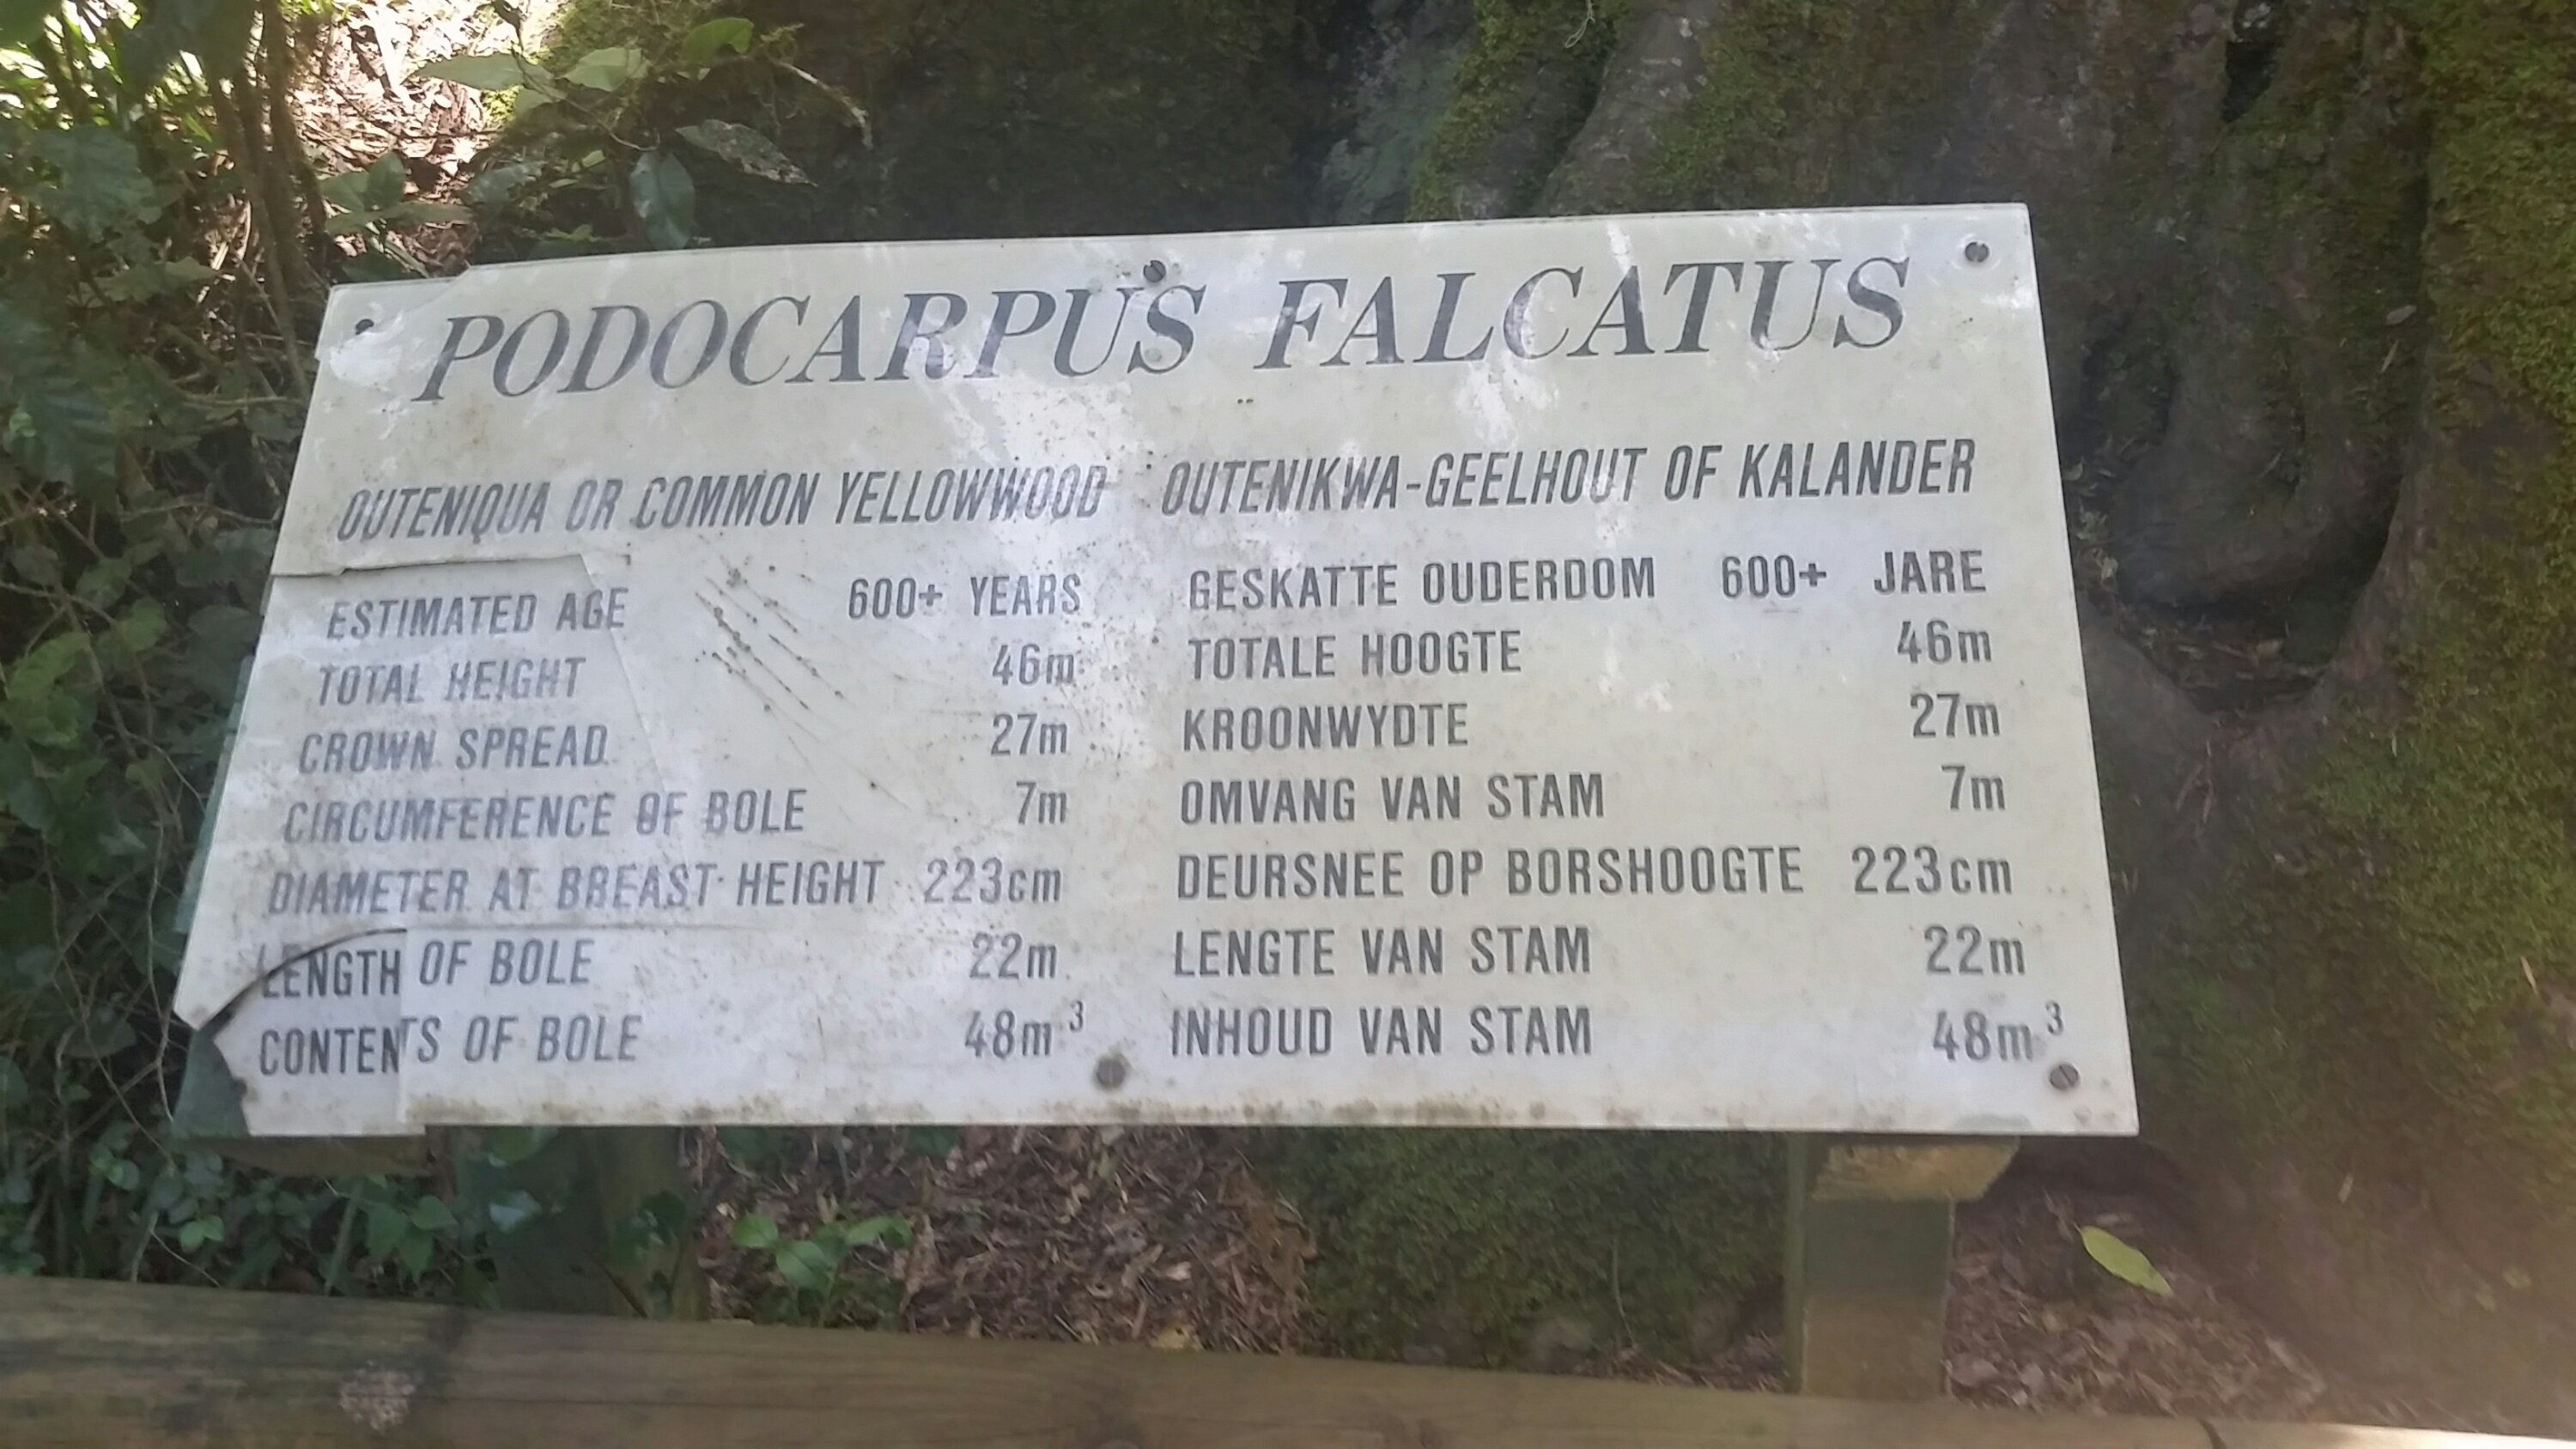 PODOCARPUS FALCATUS
OUTENIQUA OR COMMON YELLOWWOOD
ESTIMATED AGE 600+ YEARS
TOTAL HEIGHT 46m
CROWN SPREAD 27m
CIRCUMFERENCE OF BOLE 7m
DIAMETER AT BREAST HEIGHT 223cm
LENGTH OF BOLE 22m
CONTENTS OF BOLE 48m³
OUTENIKWA-GEELHOUT OF KALANDER
GESKATTE OUDERDOM 600+ JARE
TOTALE HOOGTE 46m
KROONWYDTE 27m
OMVANG VAN STAM 7m
DEURSNEE OP BORSHOOGTE 223cm
LENGTE VAN STAM 22m
INHOUD VAN STAM 48m³